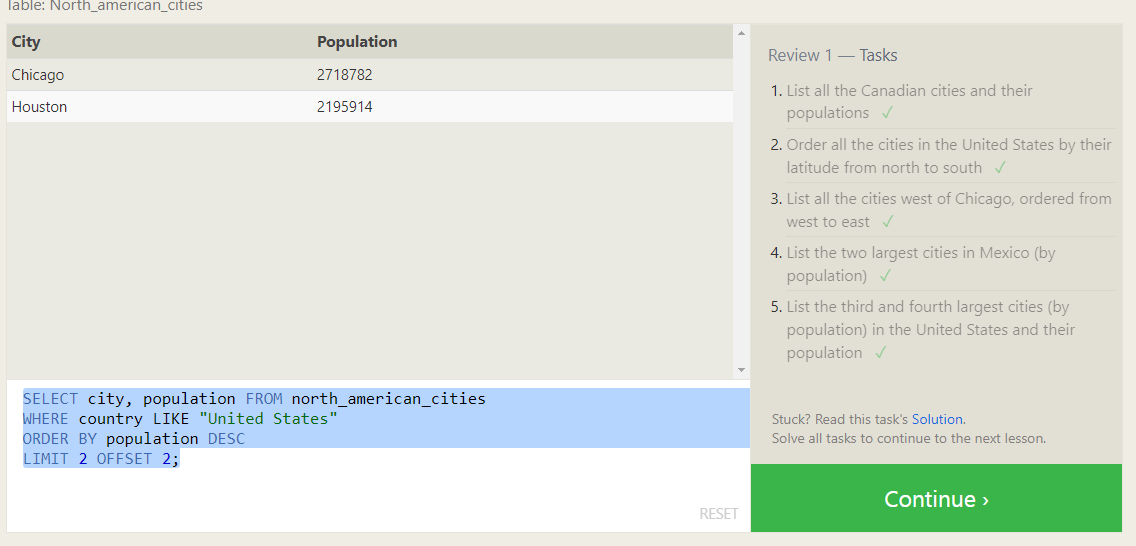 Table: North_american_cities
City Population
Chicago 2718782
Houston 2195914
SELECT city, population FROM north_american_cities
WHERE country LIKE "United States"
ORDER BY population DESC
LIMIT 2 OFFSET 2;
RESET
Review 1 — Tasks
1. List all the Canadian cities and their
populations ✓
2. Order all the cities in the United States by their
latitude from north to south ✓
3. List all the cities west of Chicago, ordered from
west to east ✓
4. List the two largest cities in Mexico (by
population) ✓
5. List the third and fourth largest cities (by
population) in the United States and their
population ✓
Stuck? Read this task's Solution.
Solve all tasks to continue to the next lesson.
Continue ›